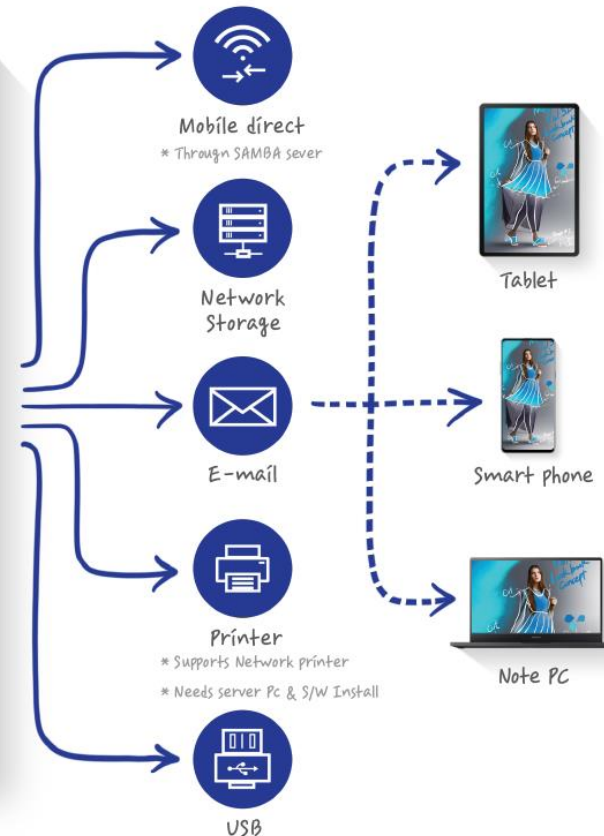 Mobile direct
* Througn SAMBA sever
Network
Storage
E-mail
Printer
* Supports Network printer
* Needs server Pc & S/W Install
USB
Tablet
Smart phone
Note PC